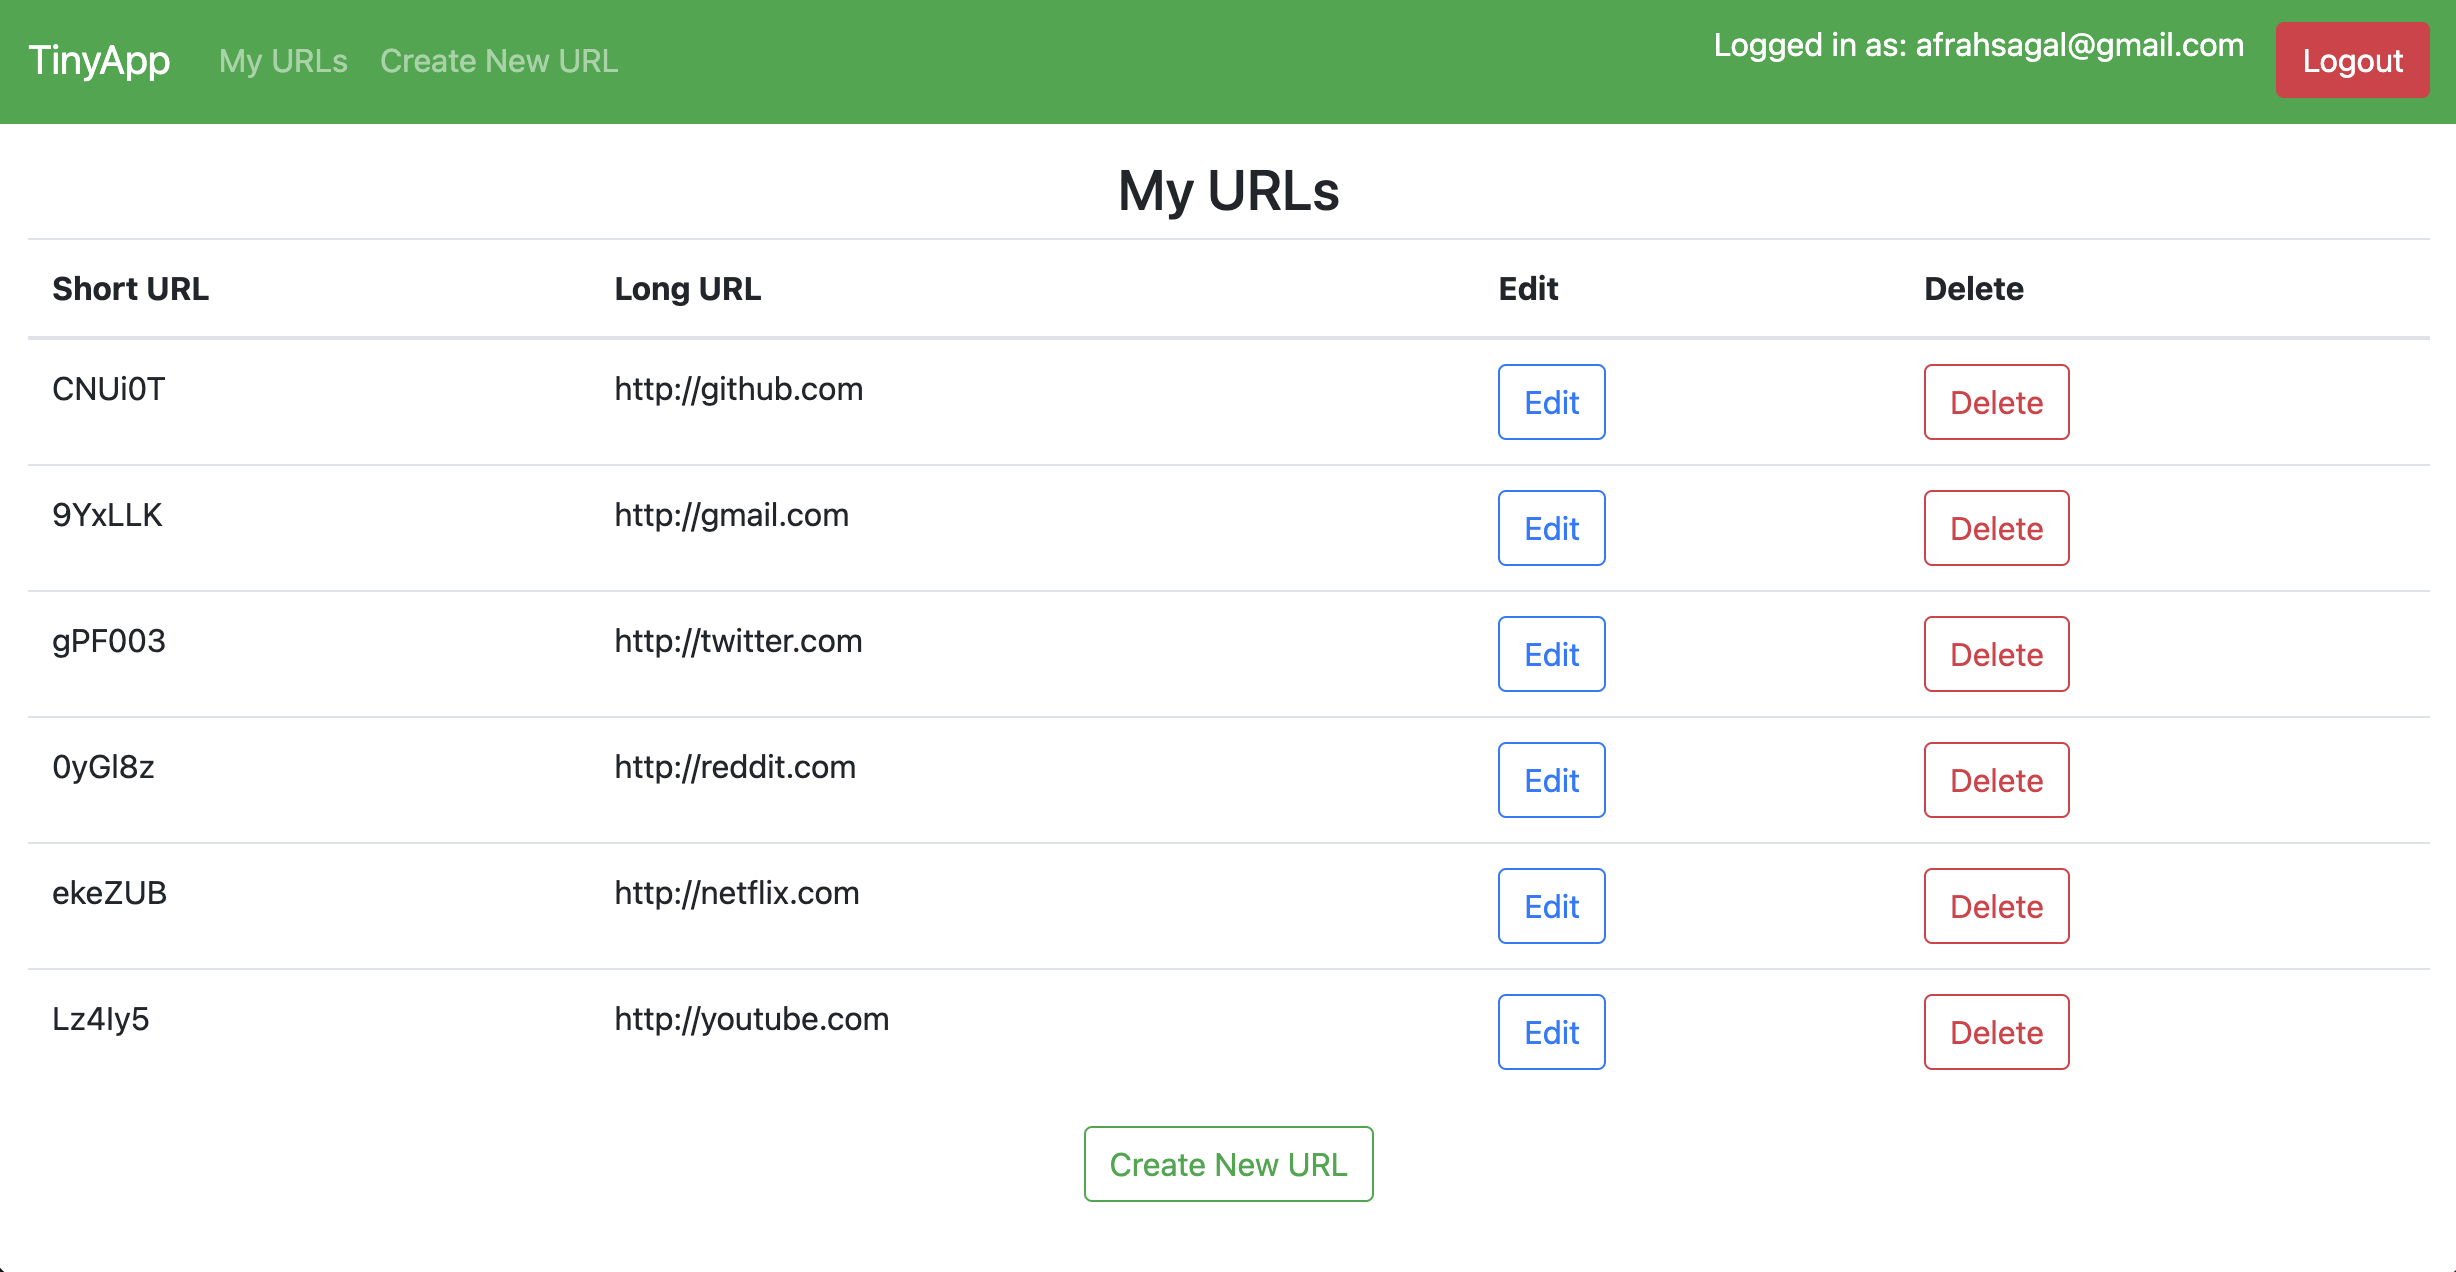 TinyApp My URLs Create New URL Logged in as: afrahsagal@gmail.com Logout
My URLs
Short URL Long URL Edit Delete
CNUi0T http://github.com Edit Delete
9YxLLK http://gmail.com Edit Delete
gPF003 http://twitter.com Edit Delete
0yGl8z http://reddit.com Edit Delete
ekeZUB http://netflix.com Edit Delete
Lz4Iy5 http://youtube.com Edit Delete
Create New URL